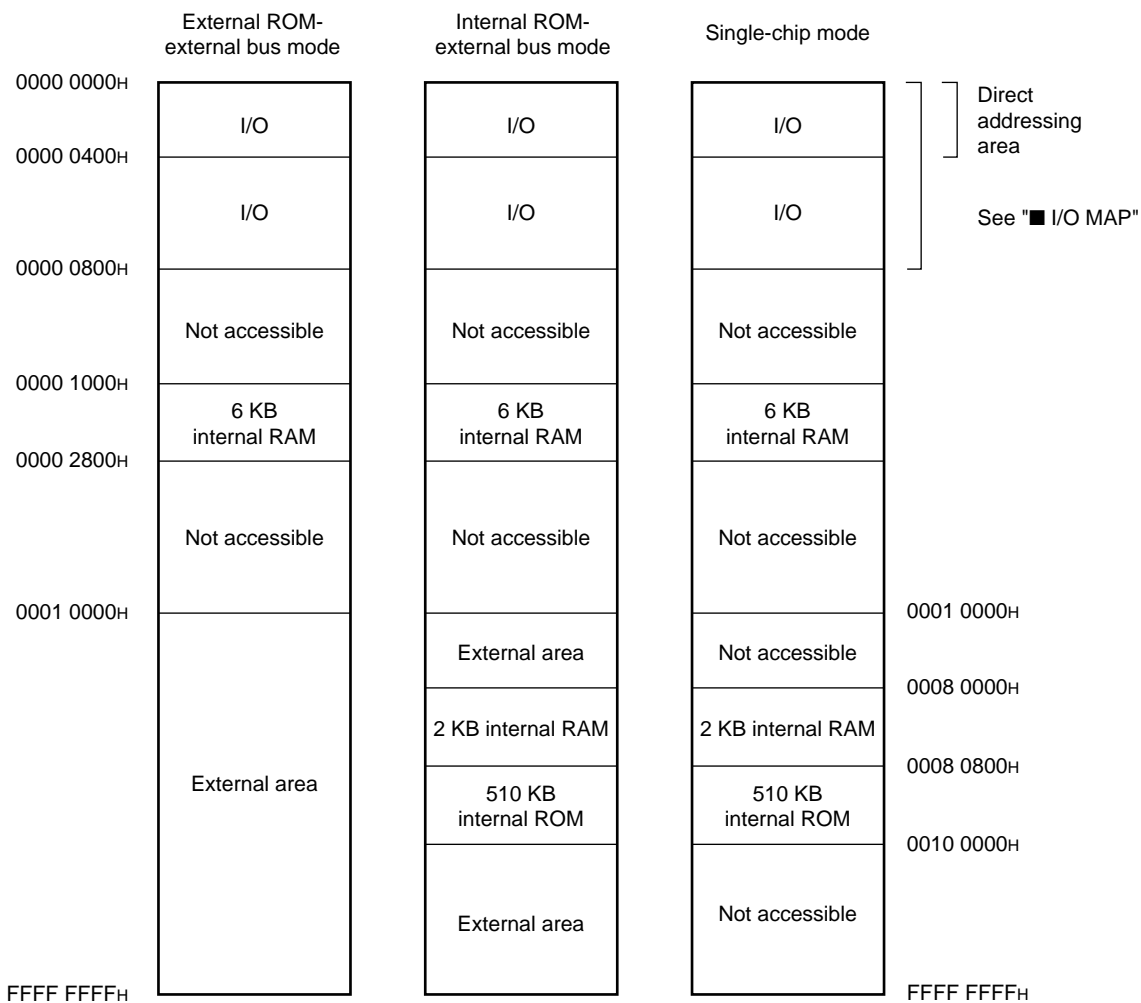 External ROM-
external bus mode
Internal ROM-
external bus mode
Single-chip mode
0000 0000H
I/O
I/O
I/O
Direct
addressing
area
0000 0400H
I/O
I/O
I/O
See "■ I/O MAP"
0000 0800H
Not accessible
Not accessible
Not accessible
0000 1000H
6 KB
internal RAM
6 KB
internal RAM
6 KB
internal RAM
0000 2800H
Not accessible
Not accessible
Not accessible
0001 0000H
0001 0000H
External area
Not accessible
0008 0000H
2 KB internal RAM
2 KB internal RAM
0008 0800H
External area
510 KB
internal ROM
510 KB
internal ROM
0010 0000H
External area
Not accessible
FFFF FFFFH
FFFF FFFFH